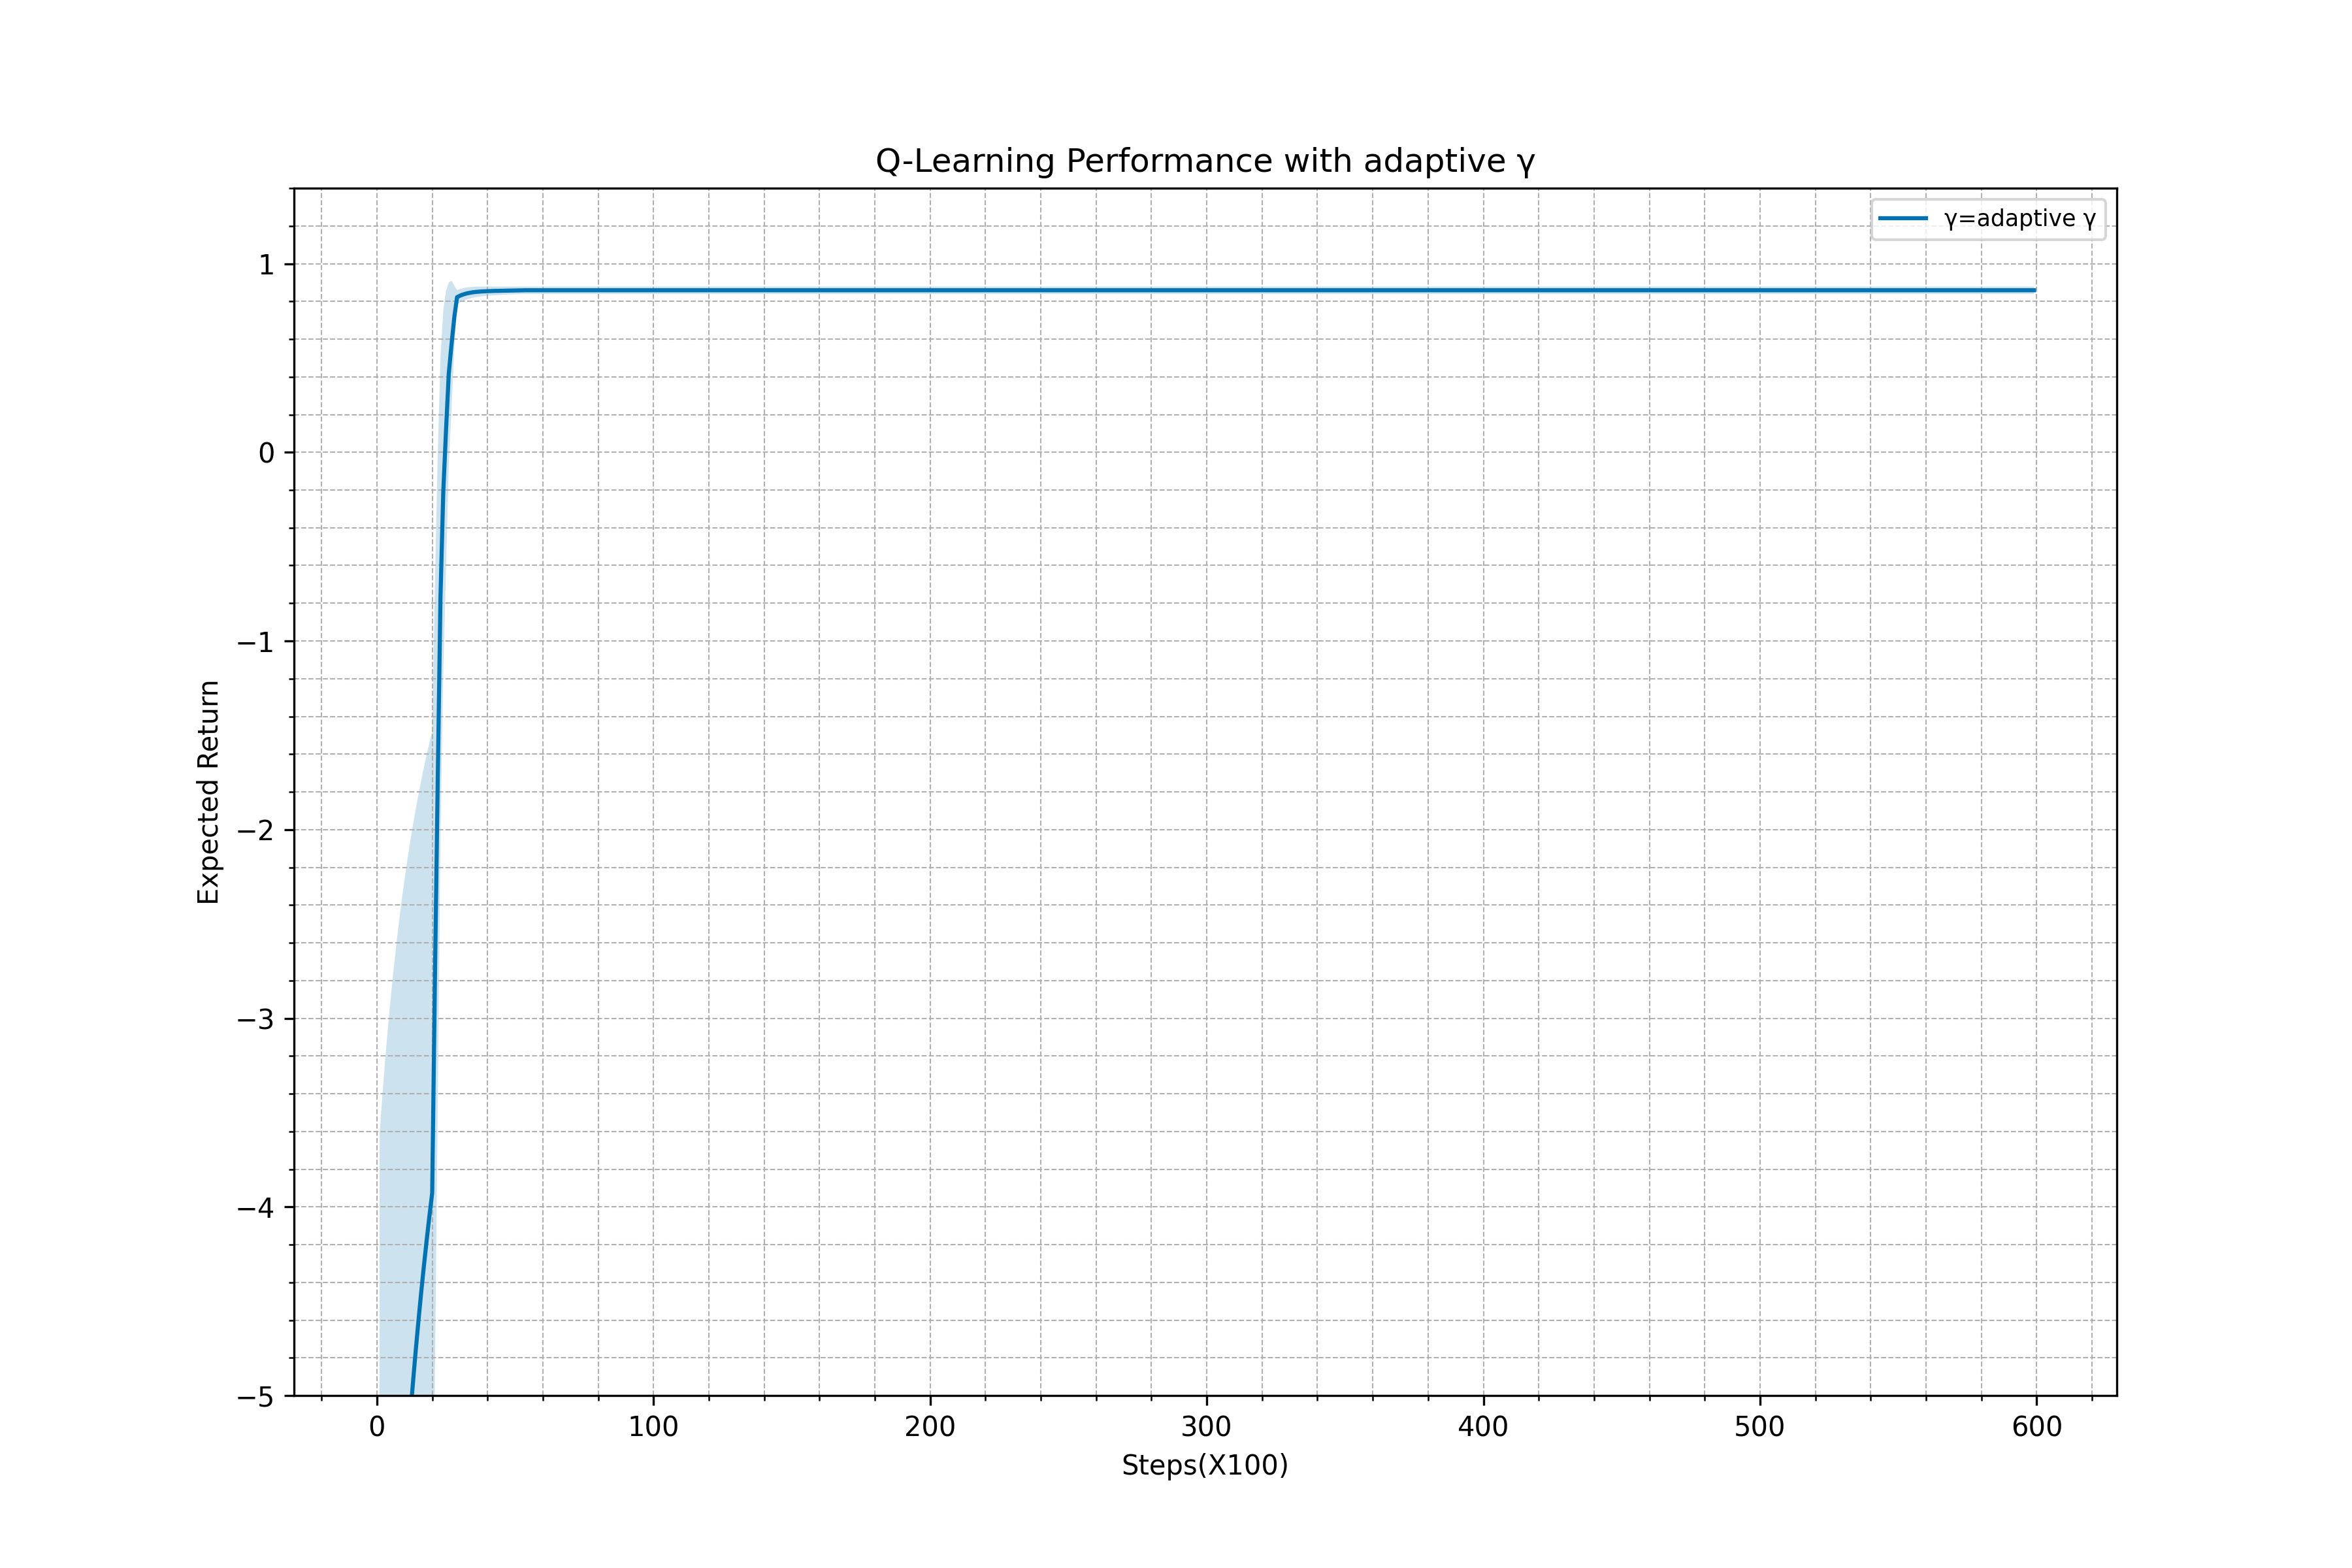 Q-Learning Performance with adaptive γ
γ=adaptive γ
1
0
−1
−2
−3
−4
−5
Expected Return
0 100 200 300 400 500 600
Steps(X100)